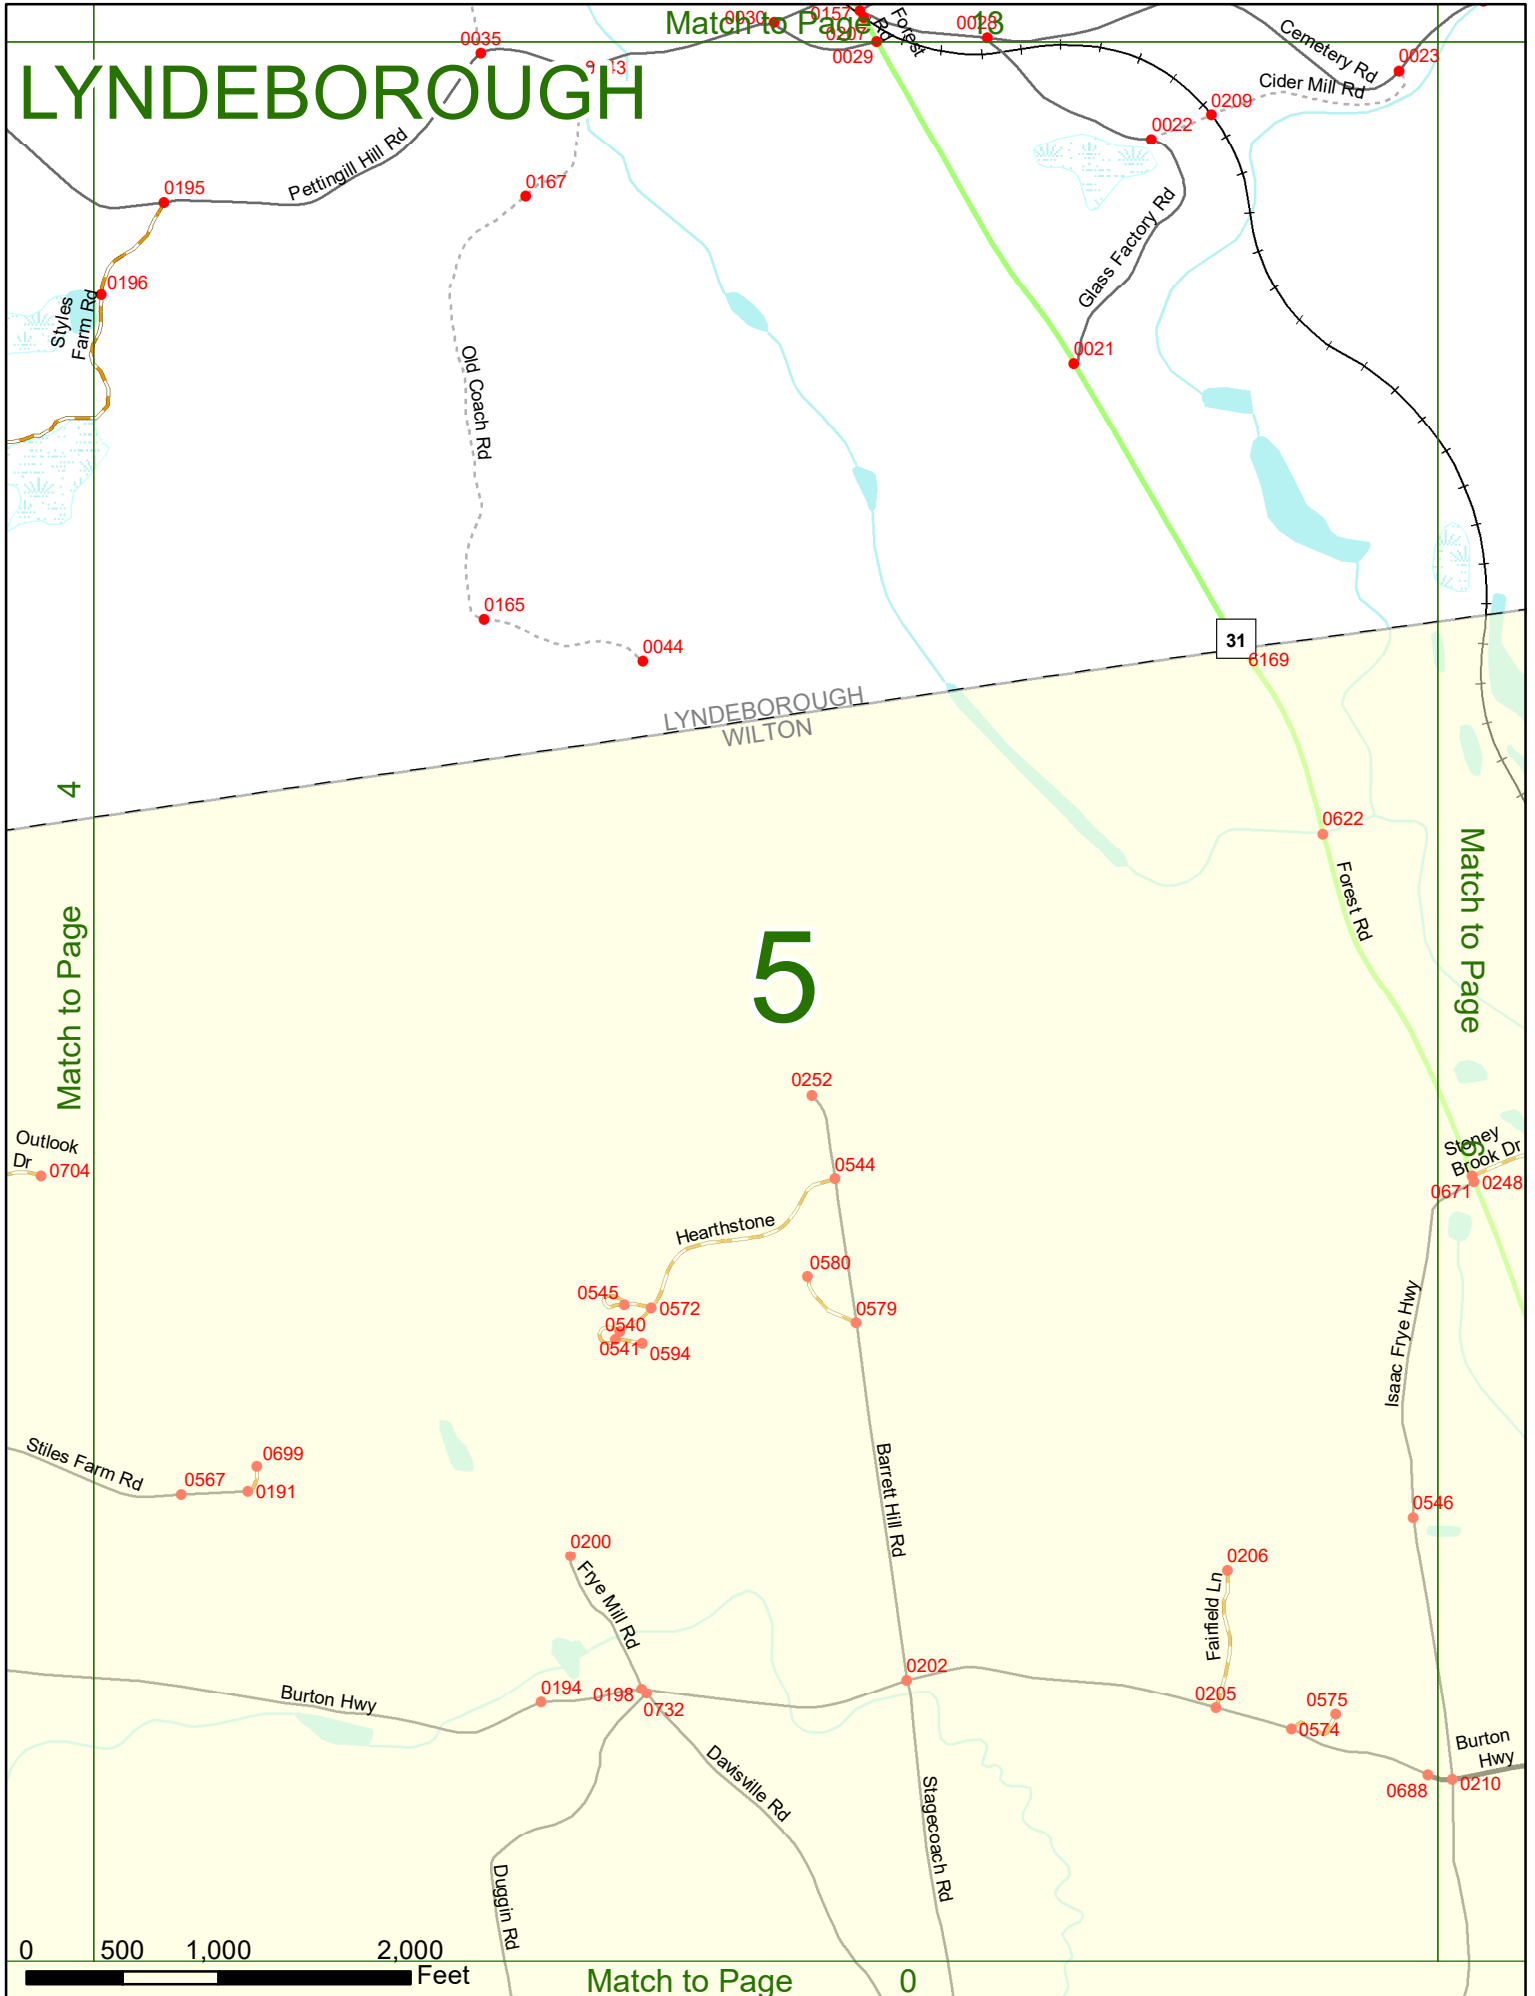 Match to Page 13
LYNDEBOROUGH
0030
0157
0207
0029
Forest
Rd
0028
Cemetery Rd
0023
Cider Mill Rd
0209
0022
0035
Pettingill Hill Rd
0195
0167
0196
Styles
Farm Rd
Glass Factory Rd
0021
Old Coach Rd
0165
0044
31
6169
LYNDEBOROUGH
WILTON
4
Match to Page
0622
Forest Rd
Match to Page
6
5
0252
Outlook
Dr
0704
0544
Stoney
Brook Dr
0671
0248
Hearthstone
0580
0545
0572
0579
0540
0541
0594
Isaac Frye Hwy
Stiles Farm Rd
0699
0567
0191
Barrett Hill Rd
0546
0200
Frye Mill Rd
0206
Fairfield Ln
0202
0194
0198
0732
Burton Hwy
0205
0575
0574
Burton
Hwy
0688
0210
Davisville Rd
Stagecoach Rd
Duggin Rd
0 500 1,000 2,000
Feet
Match to Page 0